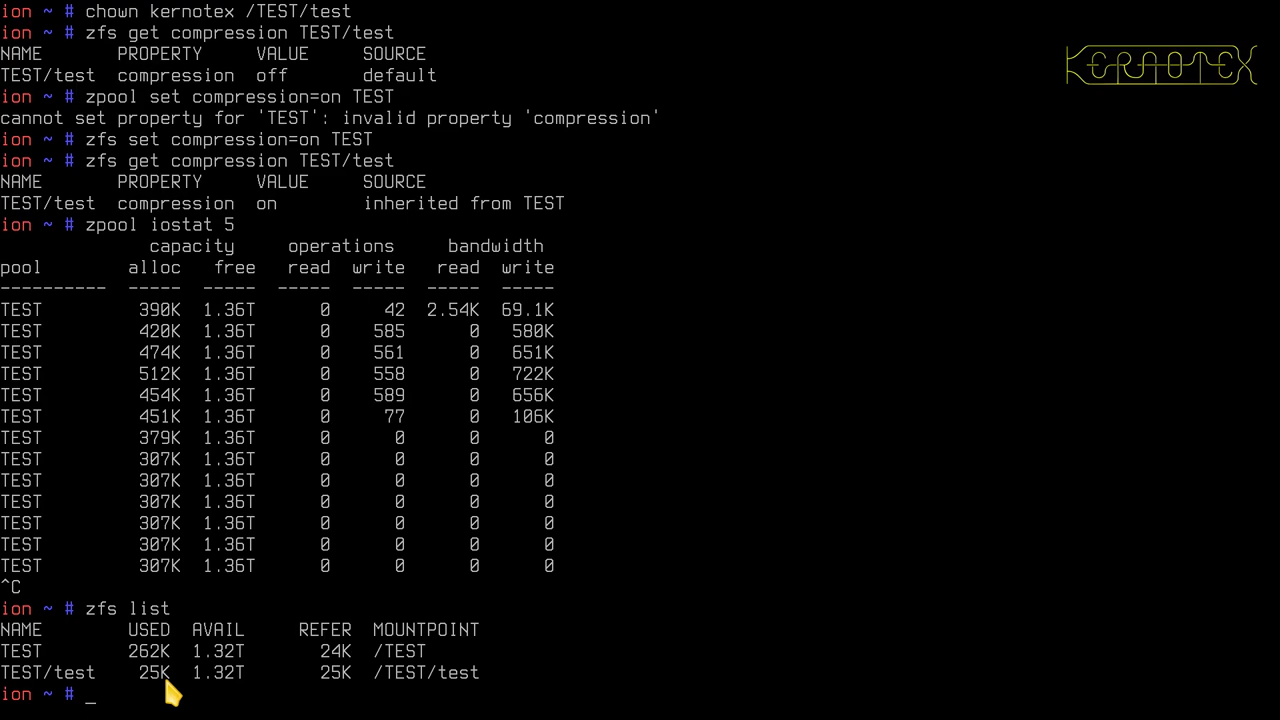 ion ~ # chown kernotex /TEST/test
ion ~ # zfs get compression TEST/test
NAME PROPERTY VALUE SOURCE
TEST/test compression off default
ion ~ # zpool set compression=on TEST
cannot set property for 'TEST': invalid property 'compression'
ion ~ # zfs set compression=on TEST
ion ~ # zfs get compression TEST/test
NAME PROPERTY VALUE SOURCE
TEST/test compression on inherited from TEST
ion ~ # zpool iostat 5
capacity operations bandwidth
pool alloc free read write read write
---------- ----- ----- ----- ----- ----- -----
TEST 390K 1.36T 0 42 2.54K 69.1K
TEST 420K 1.36T 0 585 0 580K
TEST 474K 1.36T 0 561 0 651K
TEST 512K 1.36T 0 558 0 722K
TEST 454K 1.36T 0 589 0 656K
TEST 451K 1.36T 0 77 0 106K
TEST 379K 1.36T 0 0 0 0
TEST 307K 1.36T 0 0 0 0
TEST 307K 1.36T 0 0 0 0
TEST 307K 1.36T 0 0 0 0
TEST 307K 1.36T 0 0 0 0
TEST 307K 1.36T 0 0 0 0
TEST 307K 1.36T 0 0 0 0
^C
ion ~ # zfs list
NAME USED AVAIL REFER MOUNTPOINT
TEST 262K 1.32T 24K /TEST
TEST/test 25K 1.32T 25K /TEST/test
ion ~ # _
KERNOTEX